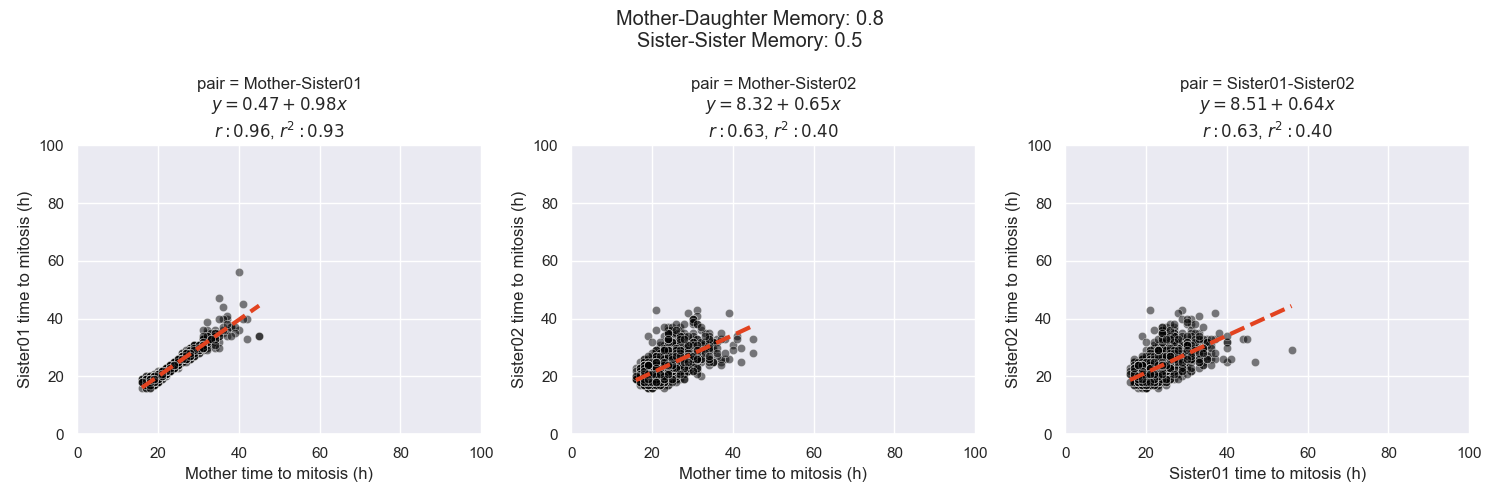 Mother-Daughter Memory: 0.8
Sister-Sister Memory: 0.5
pair = Mother-Sister01
y = 0.47 + 0.98x
r : 0.96, r² : 0.93
100
80
60
40
20
0
Sister01 time to mitosis (h)
0 20 40 60 80 100
Mother time to mitosis (h)
pair = Mother-Sister02
y = 8.32 + 0.65x
r : 0.63, r² : 0.40
100
80
60
40
20
0
Sister02 time to mitosis (h)
0 20 40 60 80 100
Mother time to mitosis (h)
pair = Sister01-Sister02
y = 8.51 + 0.64x
r : 0.63, r² : 0.40
100
80
60
40
20
0
Sister02 time to mitosis (h)
0 20 40 60 80 100
Sister01 time to mitosis (h)